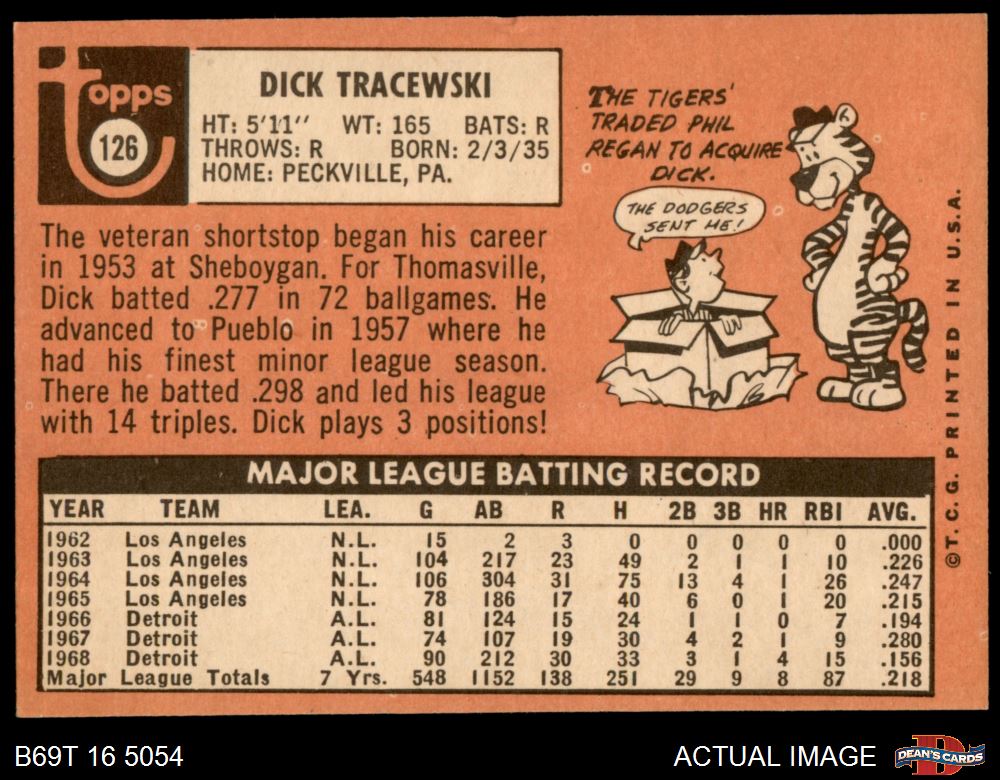 Topps
126
DICK TRACEWSKI
HT: 5'11" WT: 165 BATS: R
THROWS: R BORN: 2/3/35
HOME: PECKVILLE, PA.
The veteran shortstop began his career
in 1953 at Sheboygan. For Thomasville,
Dick batted .277 in 72 ballgames. He
advanced to Pueblo in 1957 where he
had his finest minor league season.
There he batted .298 and led his league
with 14 triples. Dick plays 3 positions!
THE TIGERS'
TRADED PHIL
REGAN TO ACQUIRE
DICK.
THE DODGERS
SENT ME!
MAJOR LEAGUE BATTING RECORD
YEAR TEAM LEA. G AB R H 2B 3B HR RBI AVG.
1962 Los Angeles N.L. 15 2 3 0 0 0 0 0 .000
1963 Los Angeles N.L. 104 217 23 49 2 1 1 10 .226
1964 Los Angeles N.L. 106 304 31 75 13 4 1 26 .247
1965 Los Angeles N.L. 78 186 17 40 6 0 1 20 .215
1966 Detroit A.L. 81 124 15 24 1 1 0 7 .194
1967 Detroit A.L. 74 107 19 30 4 2 1 9 .280
1968 Detroit A.L. 90 212 30 33 3 1 4 15 .156
Major League Totals 7 Yrs. 548 1152 138 251 29 9 8 87 .218
©T.C.G. PRINTED IN U.S.A.
B69T 16 5054
ACTUAL IMAGE
D
DEAN'S CARDS